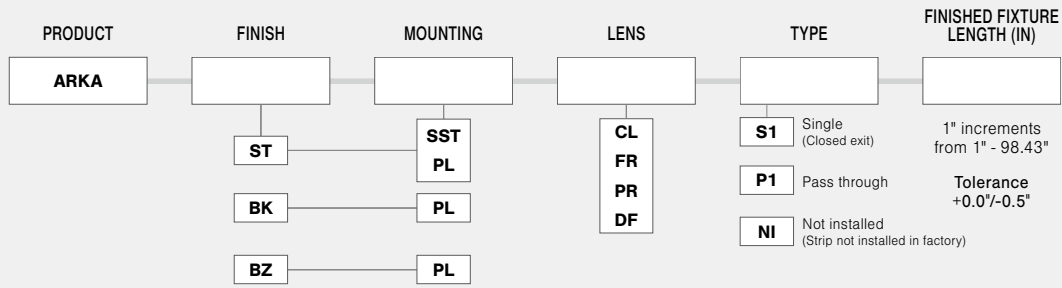 PRODUCT
FINISH
MOUNTING
LENS
TYPE
FINISHED FIXTURE
LENGTH (IN)
ARKA
ST
BK
BZ
SST
PL
PL
PL
CL
FR
PR
DF
S1 Single
(Closed exit)
P1 Pass through
NI Not installed
(Strip not installed in factory)
1" increments
from 1" - 98.43"
Tolerance
+0.0"/-0.5"